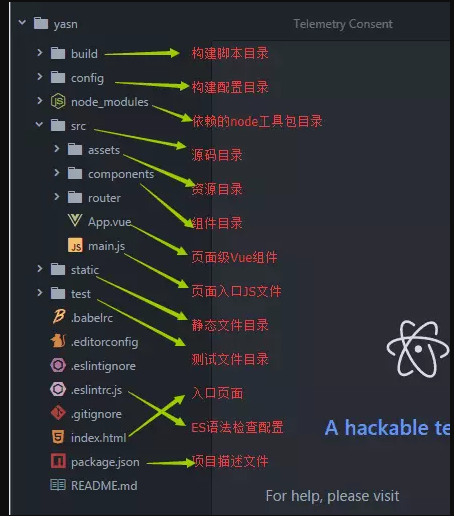 yasn
Telemetry Consent
build
构建脚本目录
config
构建配置目录
node_modules
依赖的node工具包目录
src
源码目录
assets
资源目录
components
组件目录
router
App.vue
页面级Vue组件
JS main.js
页面入口JS文件
static
静态文件目录
test
测试文件目录
.babelrc
.editorconfig
.eslintignore
入口页面
.eslintrc.js
ES语法检查配置
.gitignore
A hackable te
index.html
package.json
项目描述文件
README.md
For help, please visit